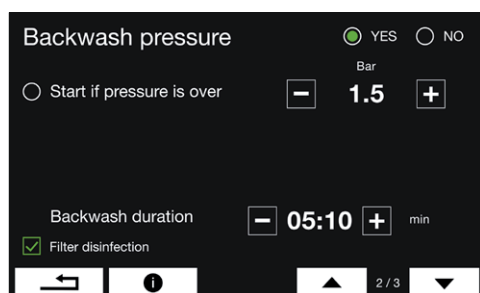 Backwash pressure YES NO
Bar
Start if pressure is over − 1.5 +
Backwash duration − 05:10 + min
Filter disinfection
i ▲ 2/3 ▼